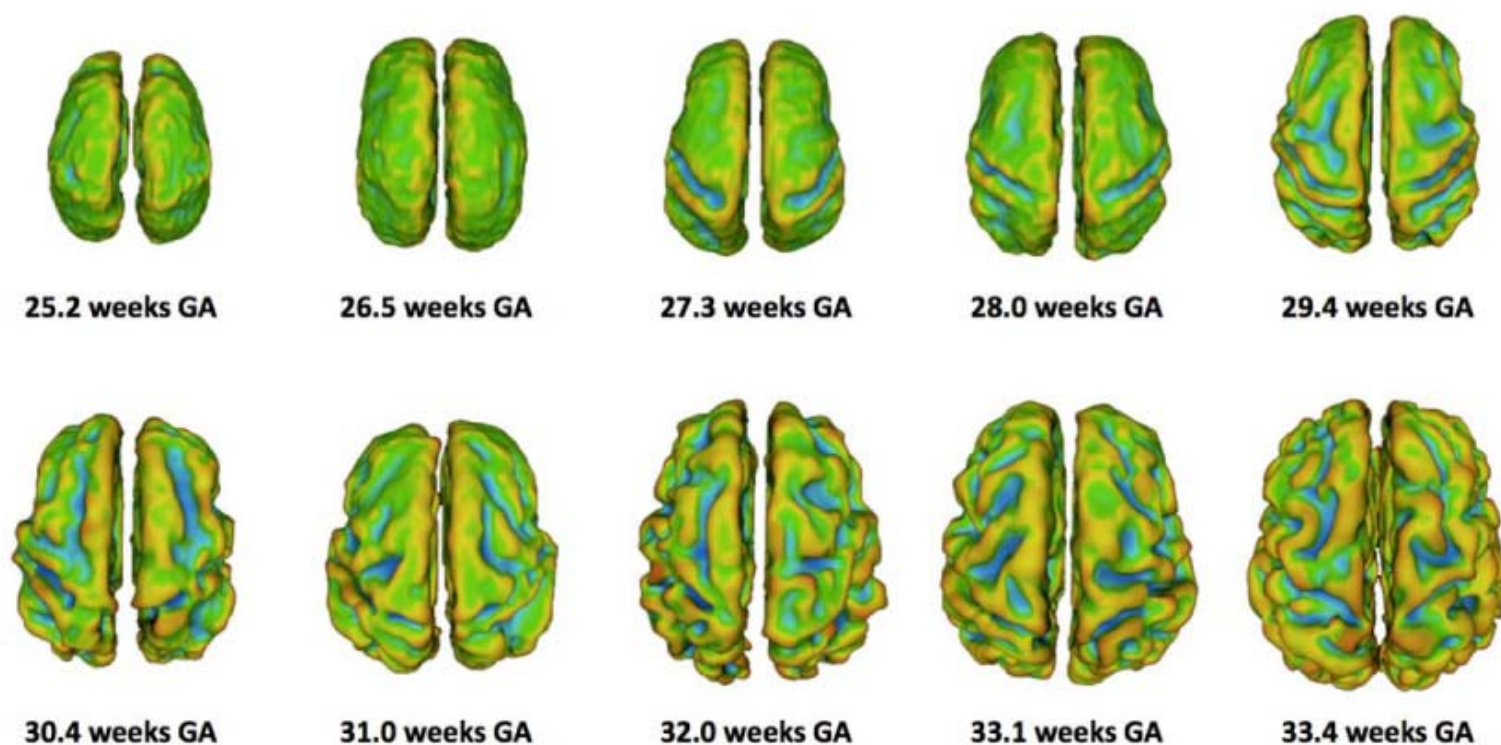 25.2 weeks GA
26.5 weeks GA
27.3 weeks GA
28.0 weeks GA
29.4 weeks GA
30.4 weeks GA
31.0 weeks GA
32.0 weeks GA
33.1 weeks GA
33.4 weeks GA